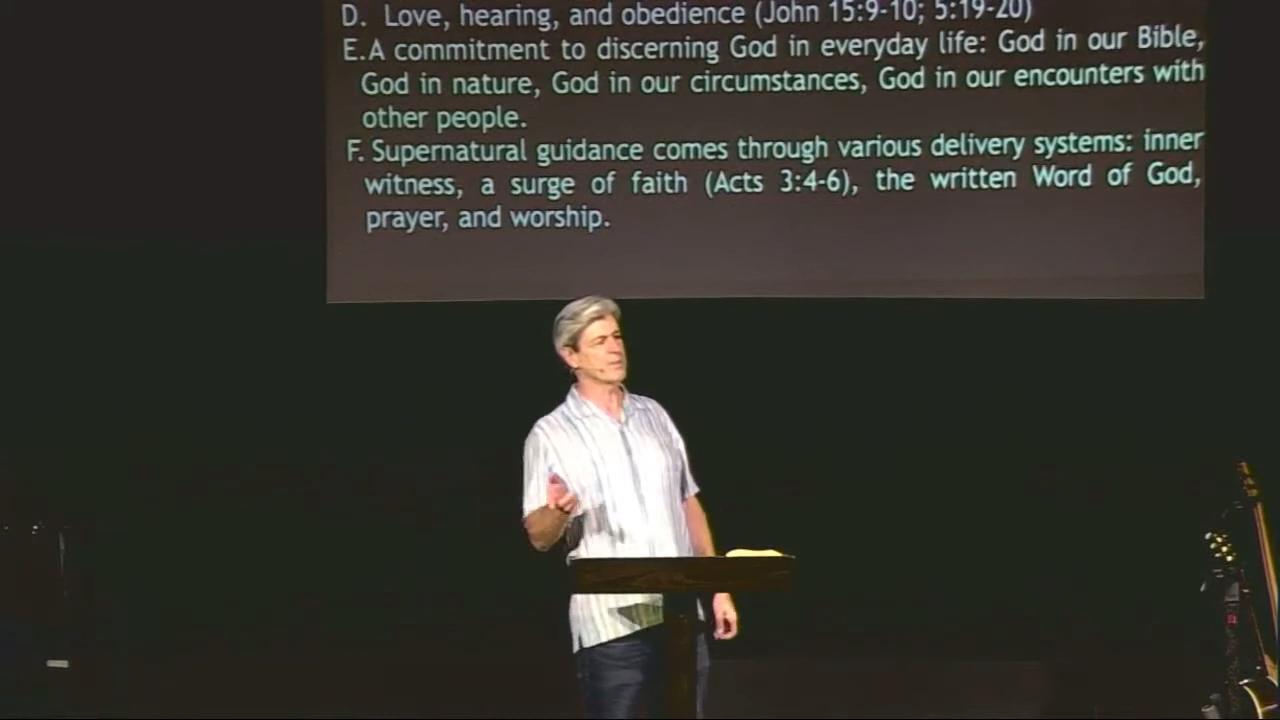 D. Love, hearing, and obedience (John 15:9-10; 5:19-20)
E.A commitment to discerning God in everyday life: God in our Bible,
God in nature, God in our circumstances, God in our encounters with
other people.
F. Supernatural guidance comes through various delivery systems: inner
witness, a surge of faith (Acts 3:4-6), the written Word of God,
prayer, and worship.